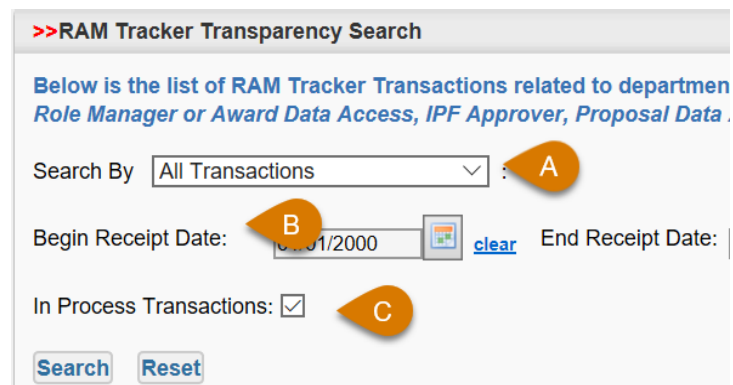 >>RAM Tracker Transparency Search
Below is the list of RAM Tracker Transactions related to departmen
Role Manager or Award Data Access, IPF Approver, Proposal Data
Search By All Transactions : A
B
Begin Receipt Date: /01/2000 clear End Receipt Date:
In Process Transactions: C
Search Reset